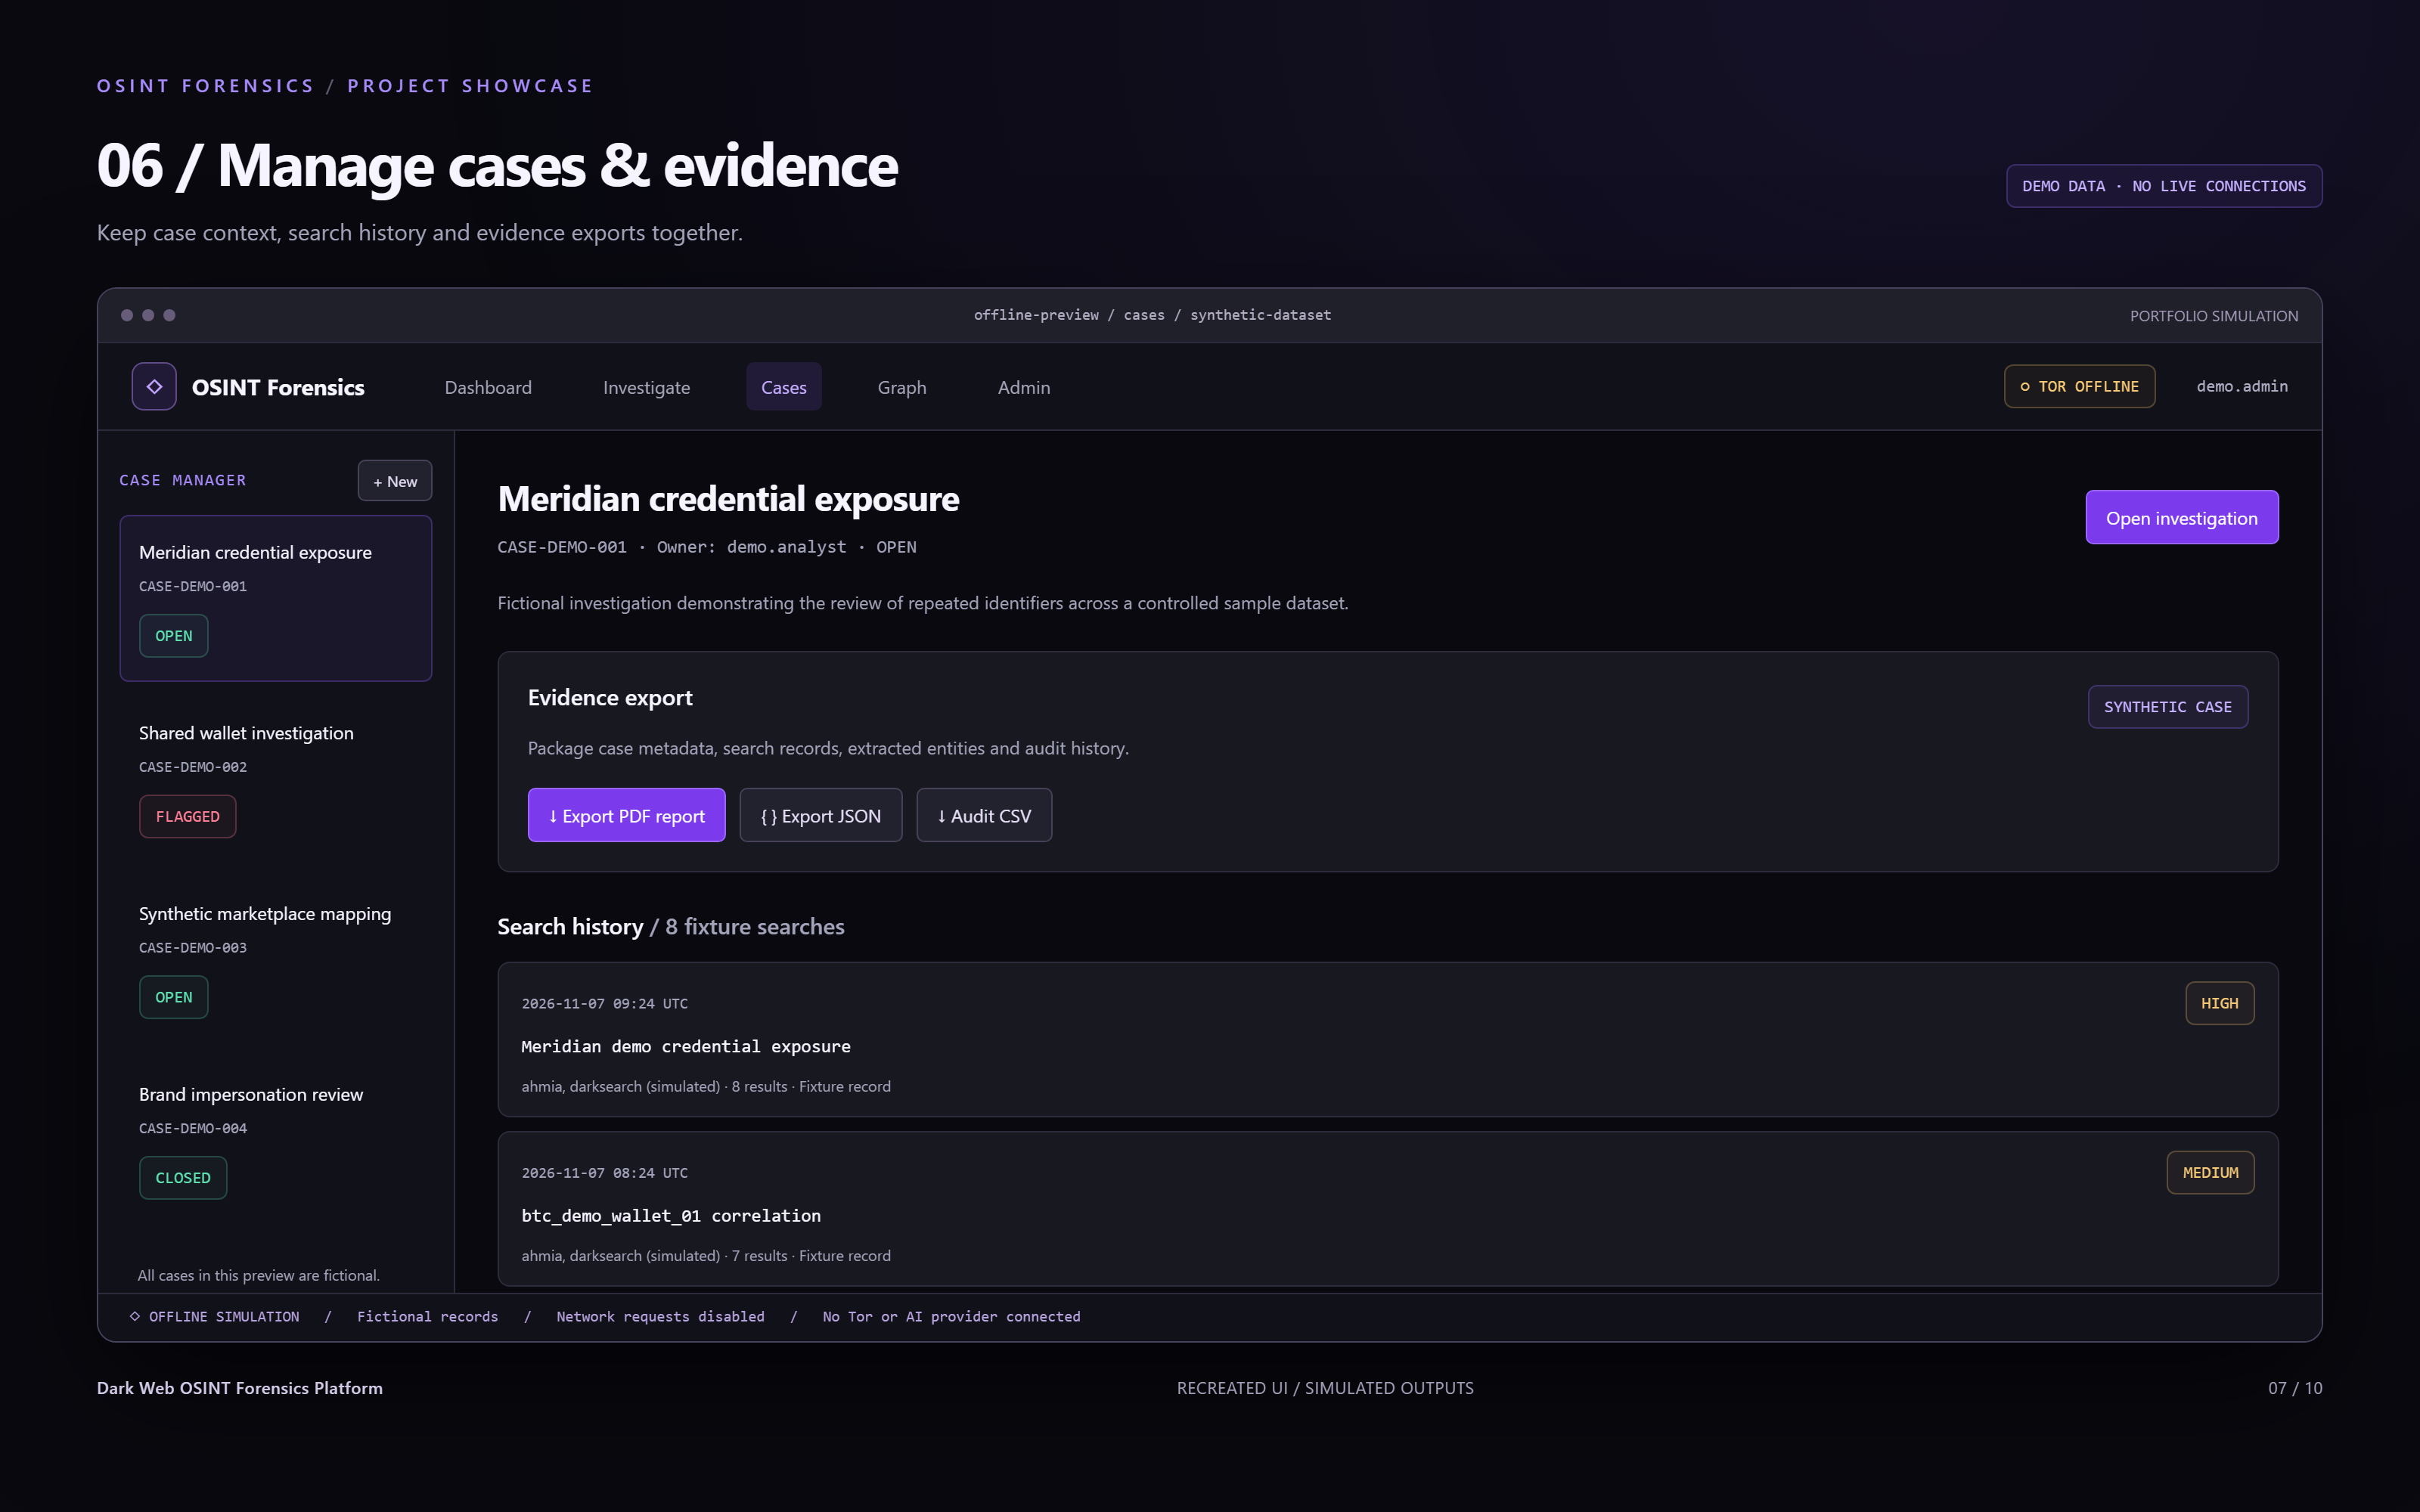 OSINT FORENSICS / PROJECT SHOWCASE
06 / Manage cases & evidence
DEMO DATA · NO LIVE CONNECTIONS
Keep case context, search history and evidence exports together.
offline-preview / cases / synthetic-dataset
PORTFOLIO SIMULATION
OSINT Forensics
Dashboard
Investigate
Cases
Graph
Admin
TOR OFFLINE
demo.admin
CASE MANAGER
+ New
Meridian credential exposure
CASE-DEMO-001
OPEN
Shared wallet investigation
CASE-DEMO-002
FLAGGED
Synthetic marketplace mapping
CASE-DEMO-003
OPEN
Brand impersonation review
CASE-DEMO-004
CLOSED
All cases in this preview are fictional.
Meridian credential exposure
Open investigation
CASE-DEMO-001 · Owner: demo.analyst · OPEN
Fictional investigation demonstrating the review of repeated identifiers across a controlled sample dataset.
Evidence export
SYNTHETIC CASE
Package case metadata, search records, extracted entities and audit history.
↓ Export PDF report
{ } Export JSON
↓ Audit CSV
Search history / 8 fixture searches
2026-11-07 09:24 UTC
HIGH
Meridian demo credential exposure
ahmia, darksearch (simulated) · 8 results · Fixture record
2026-11-07 08:24 UTC
MEDIUM
btc_demo_wallet_01 correlation
ahmia, darksearch (simulated) · 7 results · Fixture record
◇ OFFLINE SIMULATION / Fictional records / Network requests disabled / No Tor or AI provider connected
Dark Web OSINT Forensics Platform
RECREATED UI / SIMULATED OUTPUTS
07 / 10